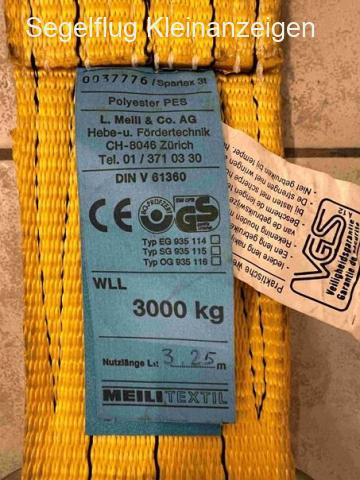 Segelflug Kleinanzeigen
0037776 / Spartex 3t
Polyester PES
L. Meili & Co. AG
Hebe-u. Fördertechnik
CH-8046 Zürich
Tel. 01 / 371 03 30
DIN V 61360
CE GS
Typ EG 935 114
Typ SG 935 115
Typ OG 935 116
WLL
3000 kg
Nutzlänge L1: 3,25 m
MEILI TEXTIL
VGS
Veiligheidsgarantie
Praktische